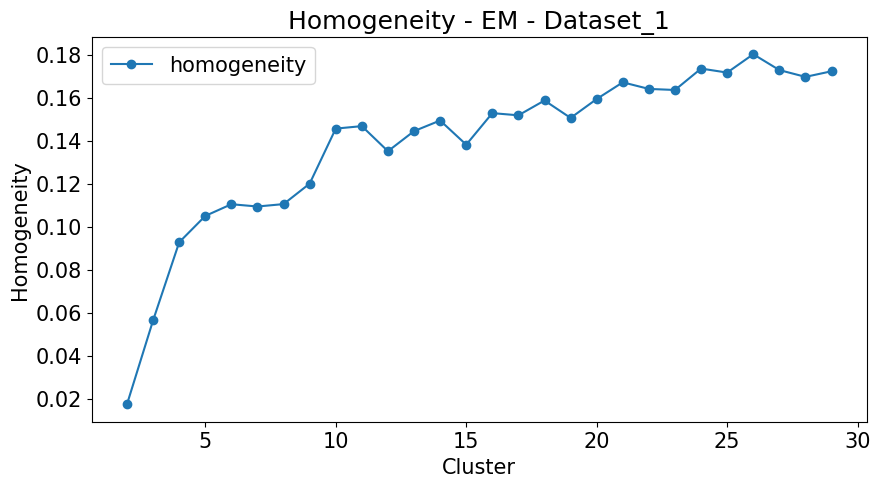 Homogeneity - EM - Dataset_1
homogeneity
Homogeneity
0.18
0.16
0.14
0.12
0.10
0.08
0.06
0.04
0.02
5 10 15 20 25 30
Cluster